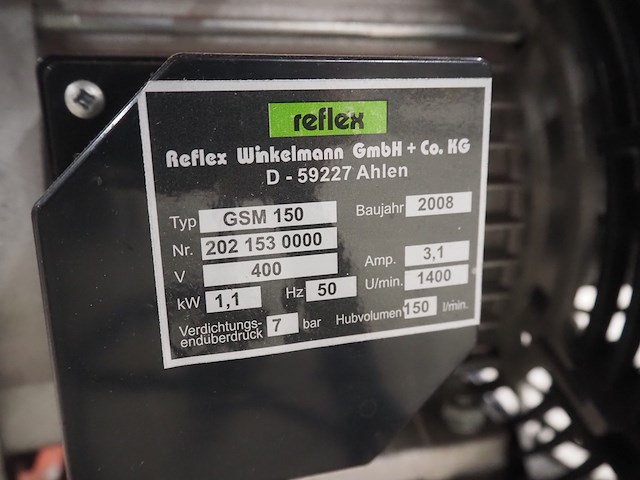 reflex
Reflex Winkelmann GmbH + Co. KG
D - 59227 Ahlen
Typ GSM 150 Baujahr 2008
Nr. 202 153 0000
V 400 Amp. 3,1
kW 1,1 Hz 50 U/min. 1400
Verdichtungs-
endüberdruck 7 bar Hubvolumen 150 l/min.